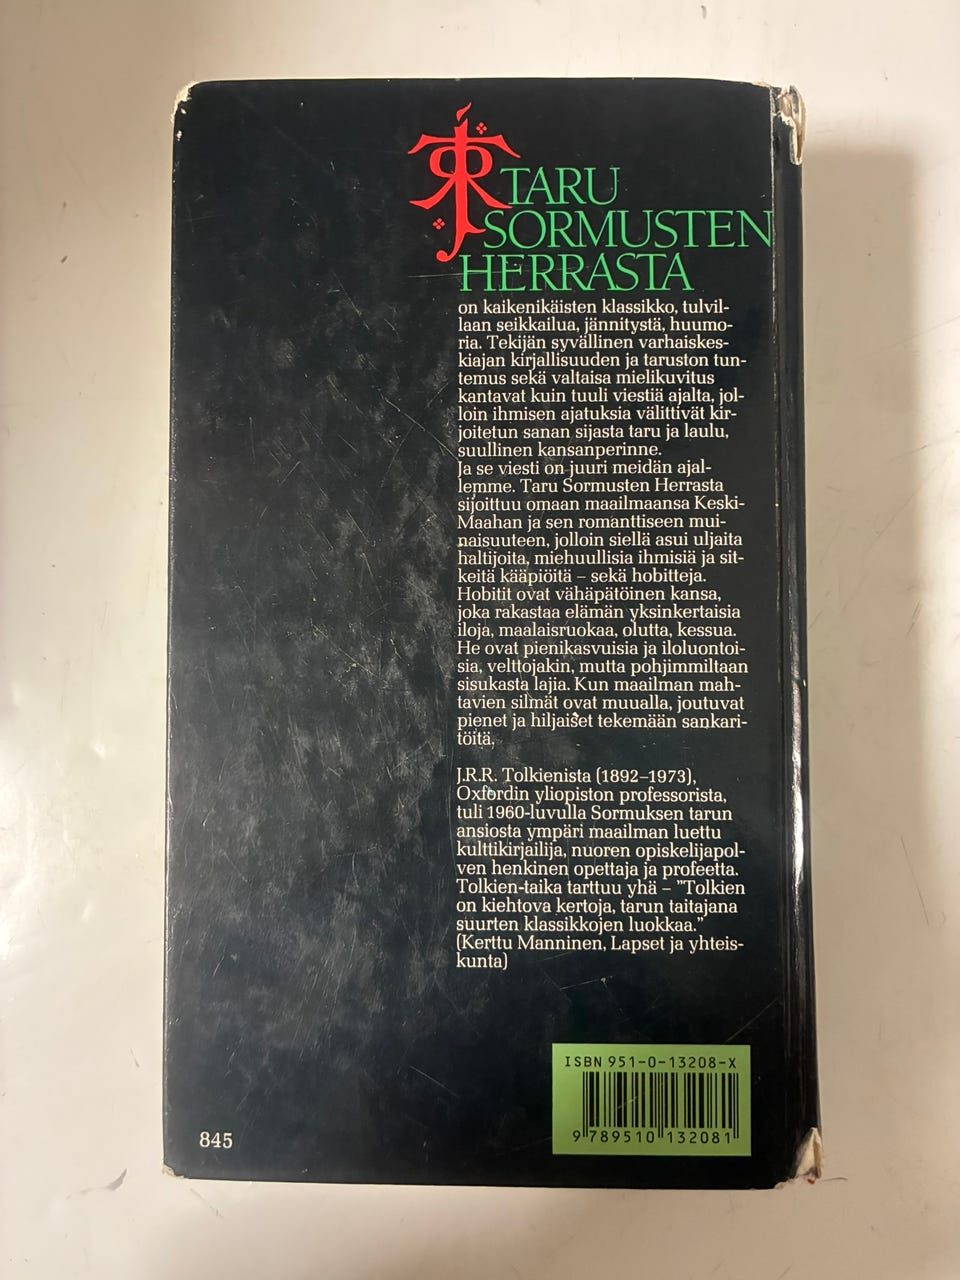 TARU
SORMUSTEN
HERRASTA
on kaikenikäisten klassikko, tulvil-
laan seikkailua, jännitystä, huumo-
ria. Tekijän syvällinen varhaiskes-
kiajan kirjallisuuden ja taruston tun-
temus sekä valtaisa mielikuvitus
kantavat kuin tuuli viestiä ajalta, jol-
loin ihmisen ajatuksia välittivät kir-
joitetun sanan sijasta taru ja laulu,
suullinen kansanperinne.
Ja se viesti on juuri meidän ajal-
lemme. Taru Sormusten Herrasta
sijoittuu omaan maailmaansa Keski-
Maahan ja sen romanttiseen mui-
naisuuteen, jolloin siellä asui uljaita
haltijoita, miehuullisia ihmisiä ja sit-
keitä kääpiöitä – sekä hobitteja.
Hobitit ovat vähäpätöinen kansa,
joka rakastaa elämän yksinkertaisia
iloja, maalaisruokaa, olutta, kessua.
He ovat pienikasvuisia ja iloluontoi-
sia, velttojakin, mutta pohjimmiltaan
sisukasta lajia. Kun maailman mah-
tavien silmät ovat muualla, joutuvat
pienet ja hiljaiset tekemään sankari-
töitä.
J.R.R. Tolkienista (1892–1973),
Oxfordin yliopiston professorista,
tuli 1960-luvulla Sormuksen tarun
ansiosta ympäri maailman luettu
kulttikirjailija, nuoren opiskelijapol-
ven henkinen opettaja ja profeetta.
Tolkien-taika tarttuu yhä – ”Tolkien
on kiehtova kertoja, tarun taitajana
suurten klassikkojen luokkaa.”
(Kerttu Manninen, Lapset ja yhteis-
kunta)
ISBN 951-0-13208-X
9 789510 132081
845